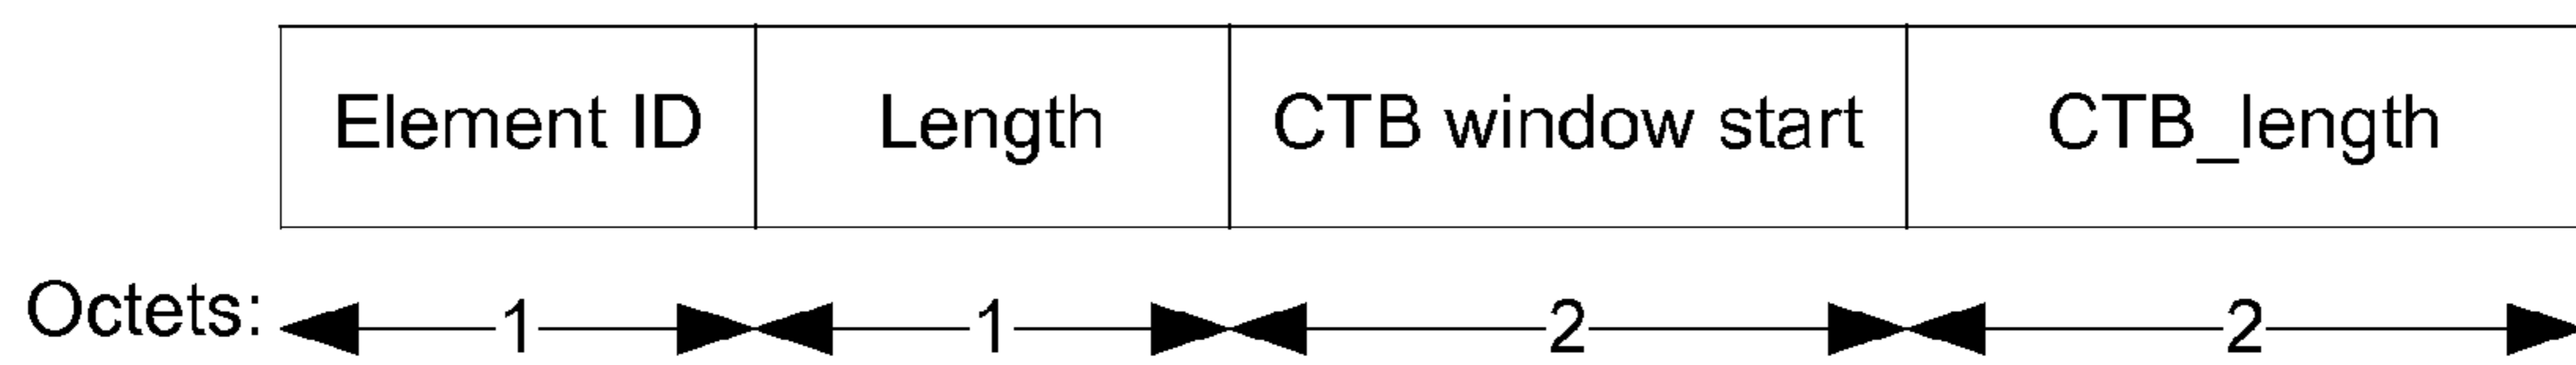 Element ID Length CTB window start CTB_length
Octets: 1 1 2 2